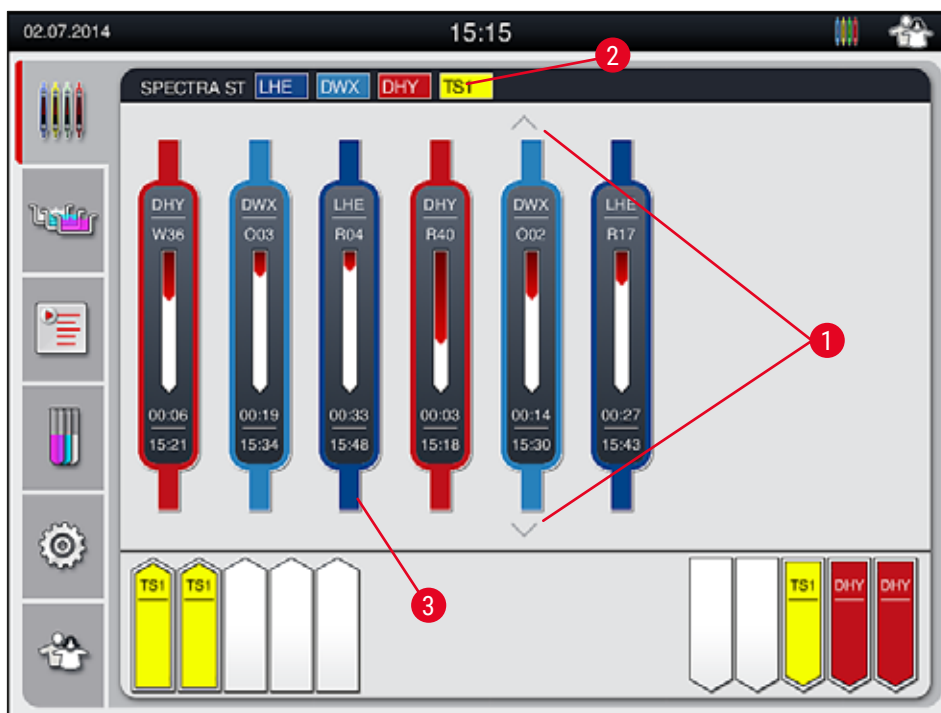 02.07.2014 15:15
2
SPECTRA ST LHE DWX DHY TS1
DHY DWX LHE DHY DWX LHE
W36 O03 R04 R40 O02 R17
1
00:06 00:19 00:33 00:03 00:14 00:27
15:21 15:34 15:48 15:18 15:30 15:43
3
TS1 TS1 TS1 DHY DHY